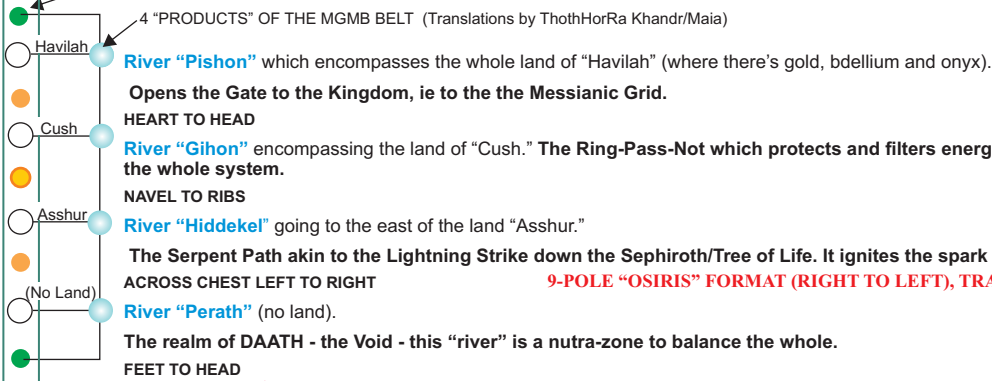 4 “PRODUCTS” OF THE MGMB BELT (Translations by ThothHorRa Khandr/Maia)
Havilah
River “Pishon” which encompasses the whole land of “Havilah” (where there’s gold, bdellium and onyx).
Opens the Gate to the Kingdom, ie to the the Messianic Grid.
HEART TO HEAD
Cush
River “Gihon” encompassing the land of “Cush.” The Ring-Pass-Not which protects and filters energ
the whole system.
NAVEL TO RIBS
Asshur
River “Hiddekel” going to the east of the land “Asshur.”
The Serpent Path akin to the Lightning Strike down the Sephiroth/Tree of Life. It ignites the spark
ACROSS CHEST LEFT TO RIGHT 9-POLE “OSIRIS” FORMAT (RIGHT TO LEFT), TRA
(No Land)
River “Perath” (no land).
The realm of DAATH - the Void - this “river” is a nutra-zone to balance the whole.
FEET TO HEAD